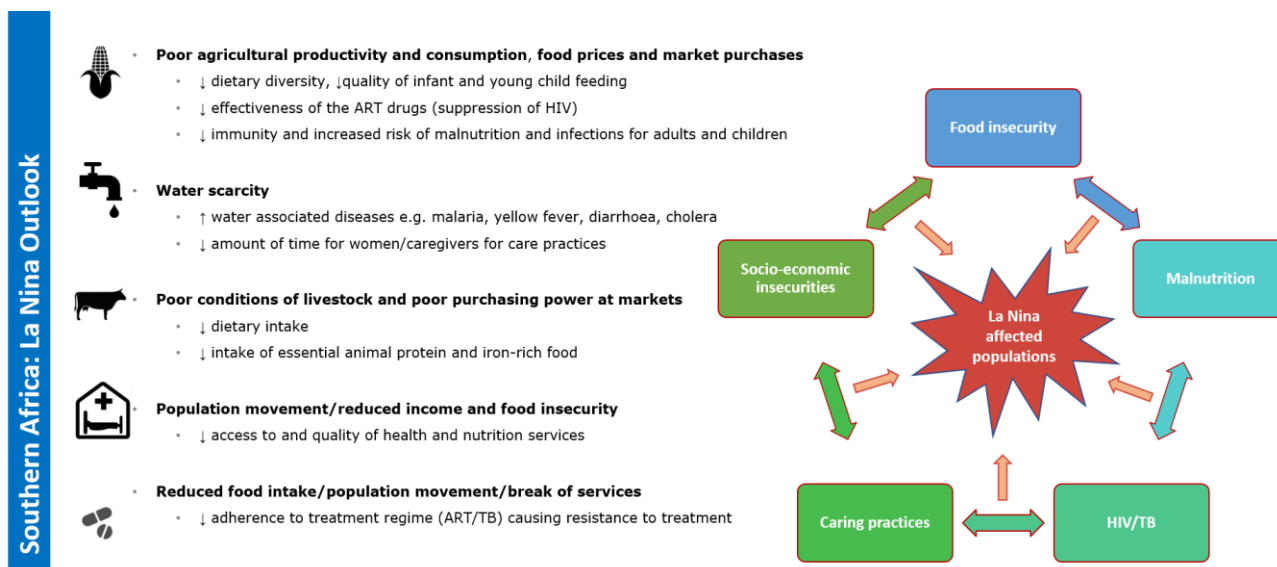 Southern Africa: La Nina Outlook
• Poor agricultural productivity and consumption, food prices and market purchases
• ↓ dietary diversity, ↓quality of infant and young child feeding
• ↓ effectiveness of the ART drugs (suppression of HIV)
• ↓ immunity and increased risk of malnutrition and infections for adults and children
• Water scarcity
• ↑ water associated diseases e.g. malaria, yellow fever, diarrhoea, cholera
• ↓ amount of time for women/caregivers for care practices
• Poor conditions of livestock and poor purchasing power at markets
• ↓ dietary intake
• ↓ intake of essential animal protein and iron-rich food
• Population movement/reduced income and food insecurity
• ↓ access to and quality of health and nutrition services
• Reduced food intake/population movement/break of services
• ↓ adherence to treatment regime (ART/TB) causing resistance to treatment
Food insecurity
Socio-economic
insecurities
Malnutrition
La Nina
affected
populations
Caring practices
HIV/TB